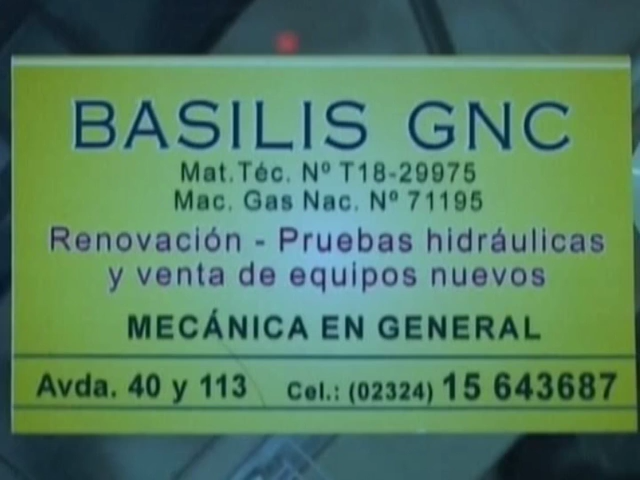 BASILIS GNC
Mat.Téc. Nº T18-29975
Mac. Gas Nac. Nº 71195
Renovación - Pruebas hidráulicas
y venta de equipos nuevos
MECÁNICA EN GENERAL
Avda. 40 y 113 Cel.: (02324) 15 643687